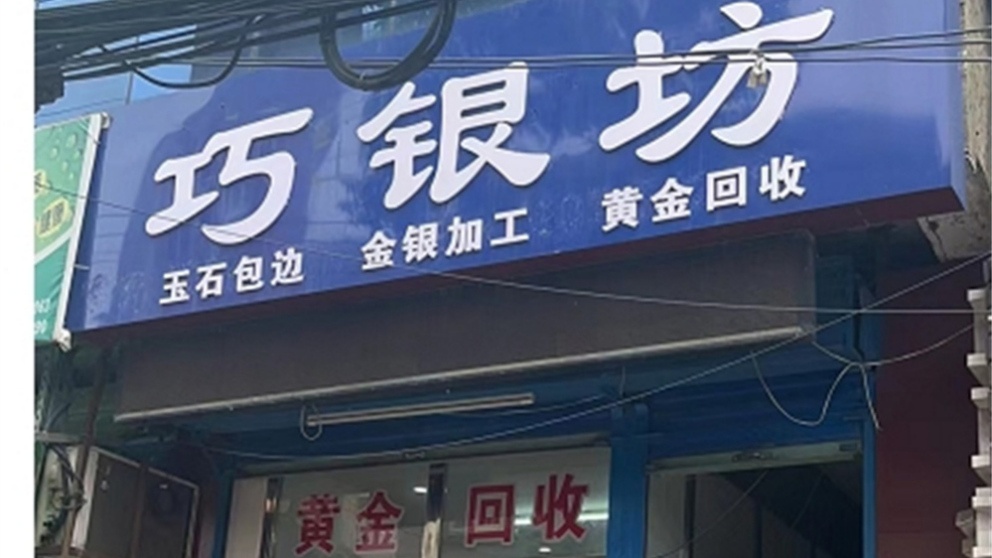 巧银坊
玉石包边 金银加工 黄金回收
黄金 回收